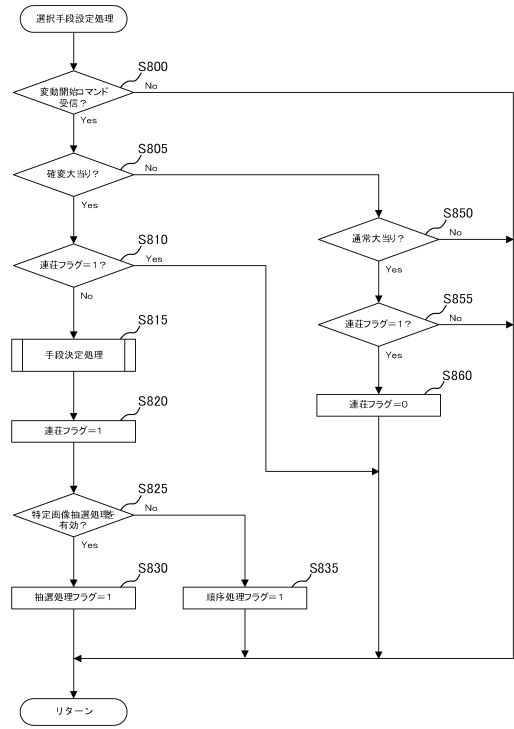 選択手段設定処理
S800
変動開始コマンド
受信？
No
Yes
S805
確変大当り？
No
Yes
S850
通常大当り？
No
Yes
S810
連荘フラグ＝1？
Yes
No
S855
連荘フラグ＝1？
No
Yes
S815
手段決定処理
S860
連荘フラグ＝0
S820
連荘フラグ＝1
S825
特定画像抽選処理を
有効？
No
Yes
S830
抽選処理フラグ＝1
S835
順序処理フラグ＝1
リターン